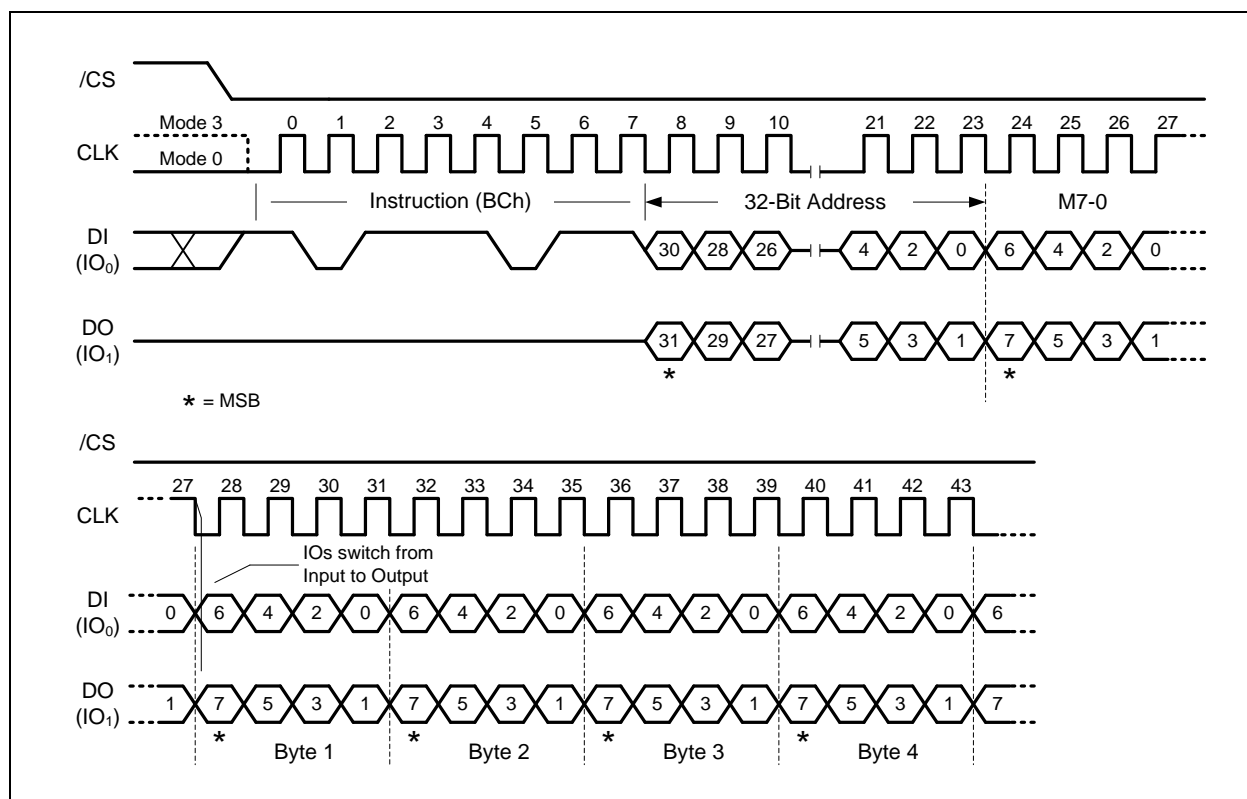 /CS
Mode 3 0 1 2 3 4 5 6 7 8 9 10 21 22 23 24 25 26 27
CLK
Mode 0
Instruction (BCh) 32-Bit Address M7-0
DI
(IO₀) 30 28 26 4 2 0 6 4 2 0
DO
(IO₁) 31 29 27 5 3 1 7 5 3 1
* *
* = MSB
/CS
27 28 29 30 31 32 33 34 35 36 37 38 39 40 41 42 43
CLK
IOs switch from
Input to Output
DI
(IO₀) 0 6 4 2 0 6 4 2 0 6 4 2 0 6 4 2 0 6
DO
(IO₁) 1 7 5 3 1 7 5 3 1 7 5 3 1 7 5 3 1 7
* Byte 1 * Byte 2 * Byte 3 * Byte 4